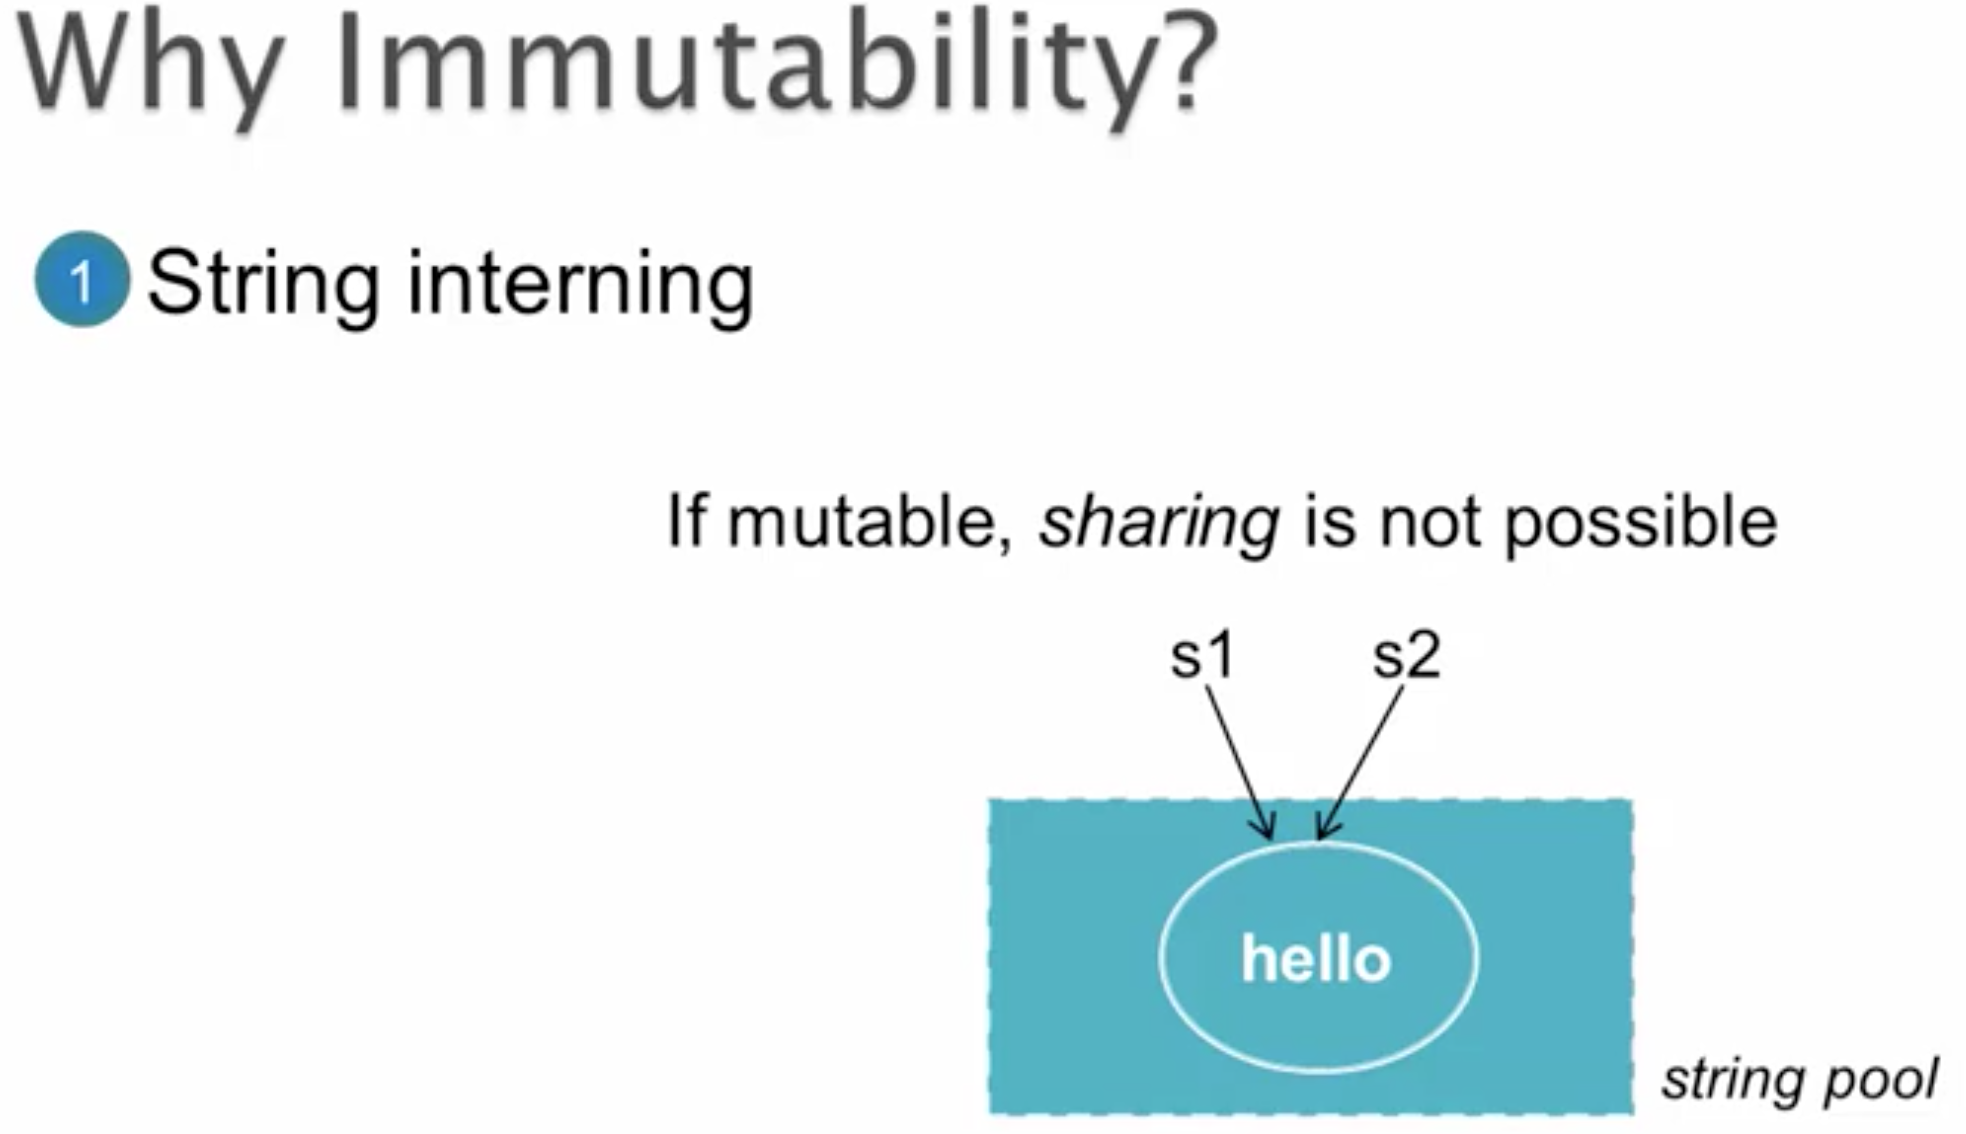 Why Immutability?
1 String interning
If mutable, sharing is not possible
s1 s2
hello
string pool